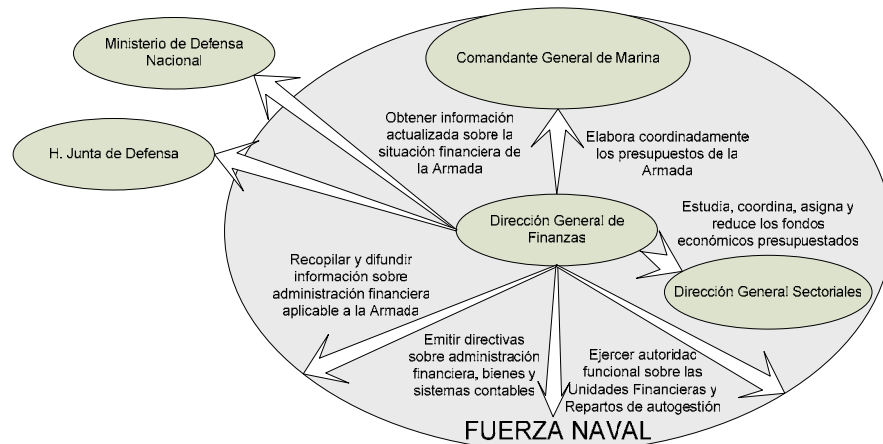 Ministerio de Defensa
Nacional
Comandante General de Marina
H. Junta de Defensa
Obtener información
actualizada sobre la
situación financiera de
la Armada
Elabora coordinadamente
los presupuestos de la
Armada
Dirección General de
Finanzas
Estudia, coordina, asigna y
reduce los fondos
económicos presupuestados
Dirección General Sectoriales
Recopilar y difundir
información sobre
administración financiera
aplicable a la Armada
Emitir directivas
sobre administración
financiera, bienes y
sistemas contables
Ejercer autoridad
funcional sobre las
Unidades Financieras y
Repartos de autogestión
FUERZA NAVAL